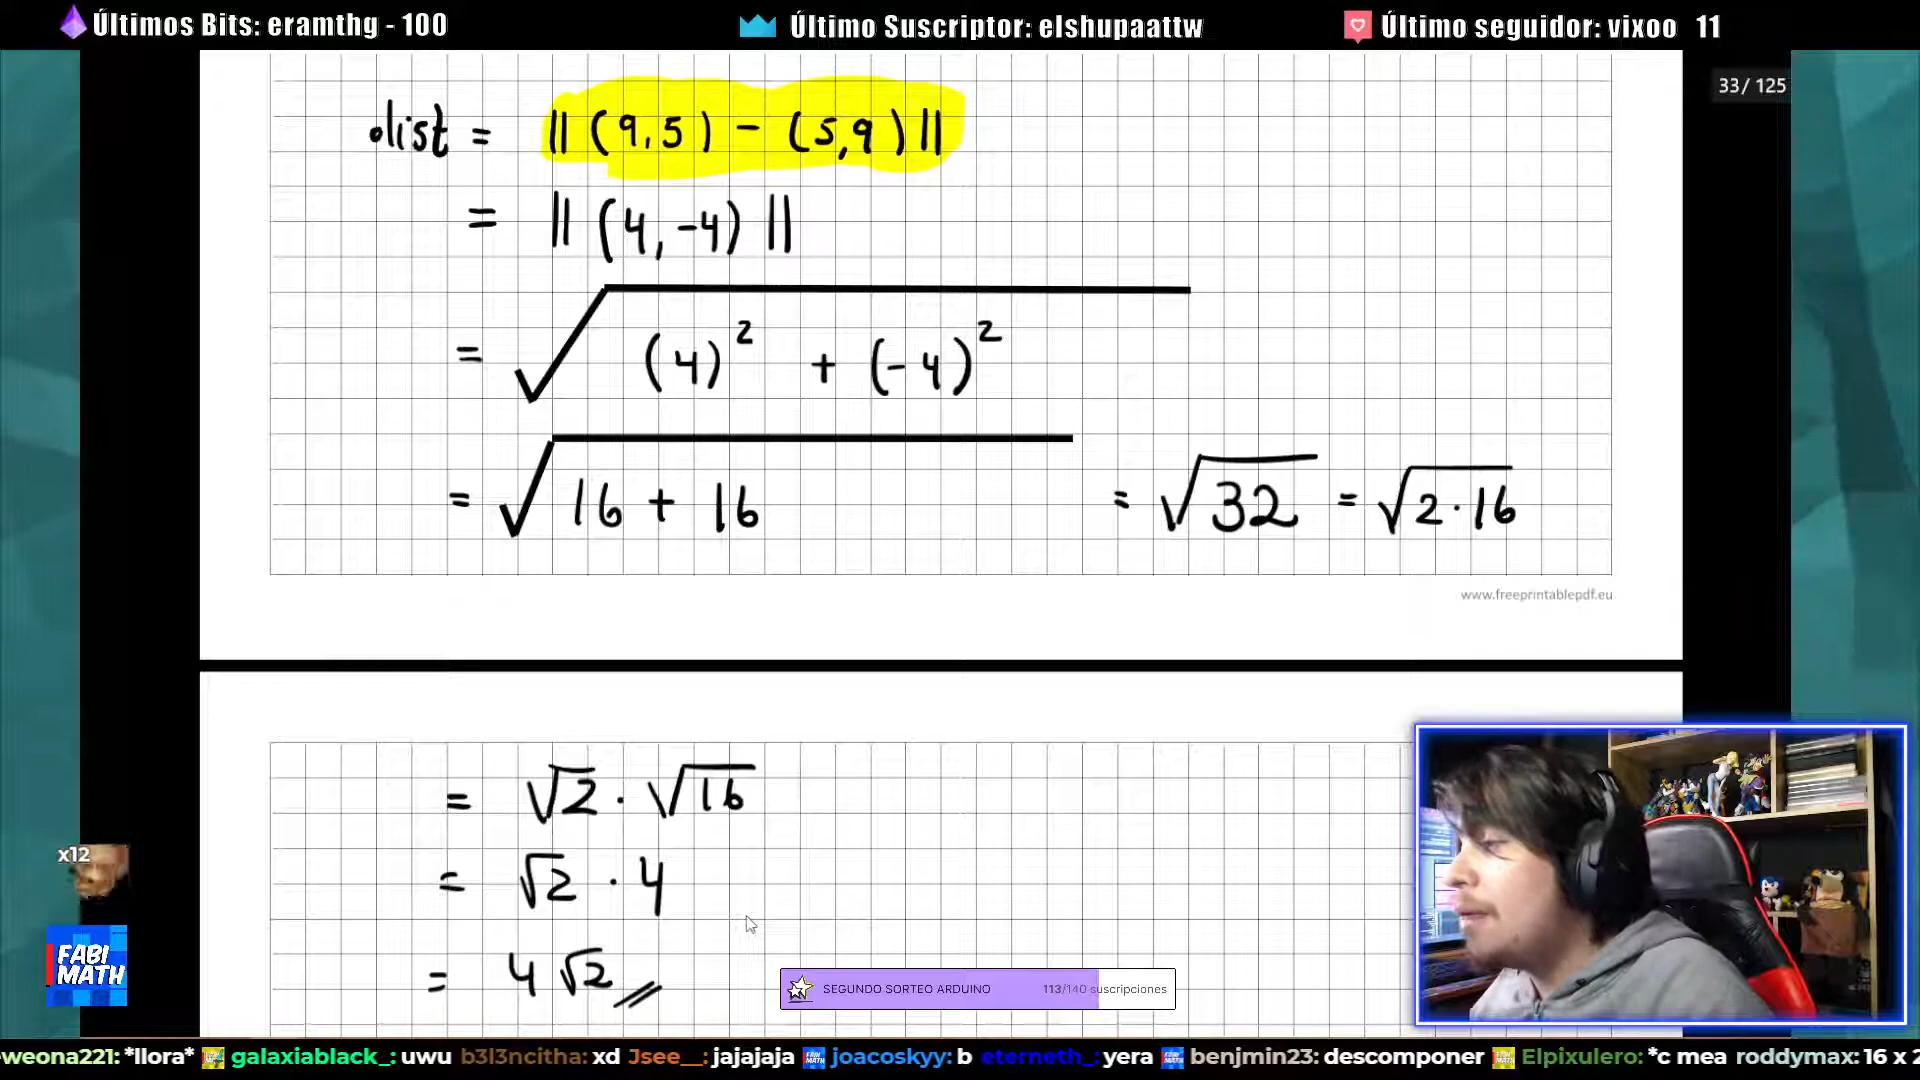 Últimos Bits: eramthg - 100
Último Suscriptor: elshupaattw
Último seguidor: vixoo 11
33/ 125
dist = || (9,5) - (5,9) ||
= || (4, -4) ||
= √((4)² + (-4)²)
= √(16 + 16) = √32 = √(2·16)
www.freeprintablepdf.eu
= √2 · √16
= √2 · 4
= 4 √2 //
x12
FABI
MATH
SEGUNDO SORTEO ARDUINO 113/140 suscripciones
weona221: *llora* galaxiablack_: uwu b3l3ncitha: xd Jsee__: jajajaja joacoskyy: b eterneth_: yera benjmin23: descomponer Elpixulero: *c mea roddymax: 16 x 2